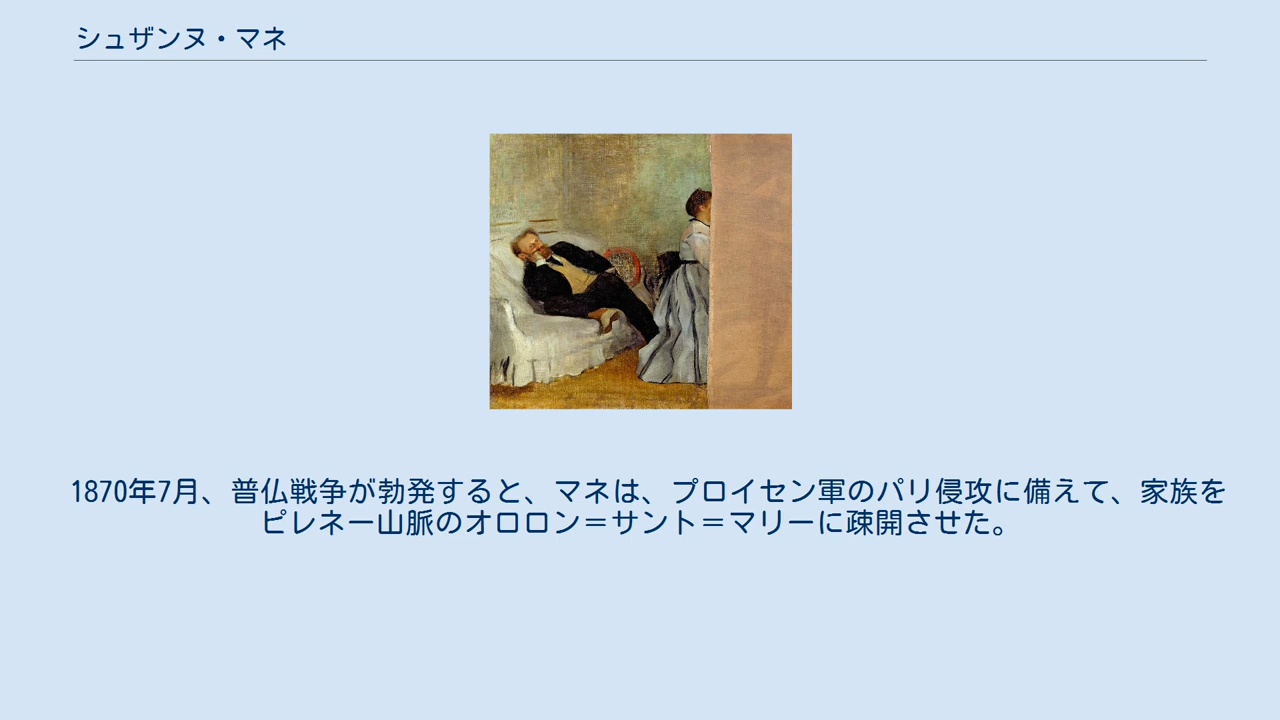 シュザンヌ・マネ
1870年7月、普仏戦争が勃発すると、マネは、プロイセン軍のパリ侵攻に備えて、家族を
ピレネー山脈のオロロン＝サント＝マリーに疎開させた。